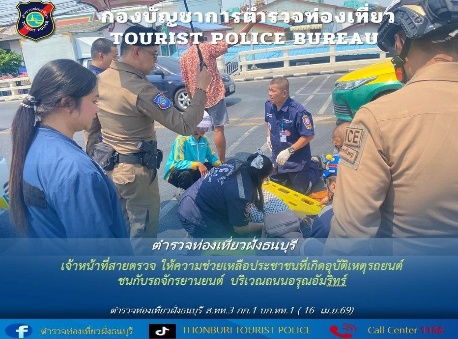 กองบัญชาการตำรวจท่องเที่ยว
TOURIST POLICE BUREAU
ตำรวจท่องเที่ยวฝั่งธนบุรี
เจ้าหน้าที่สายตรวจ ให้ความช่วยเหลือประชาชนที่เกิดอุบัติเหตุรถยนต์
ชนกับรถจักรยานยนต์ บริเวณถนนอรุณอัมรินทร์
ตำรวจท่องเที่ยวฝั่งธนบุรี ส.ทท.3 กก.1 บก.ทท.1 ( 16 เม.ย.69)
ตำรวจท่องเที่ยวฝั่งธนบุรี THONBURI TOURIST POLICE Call Center 1155